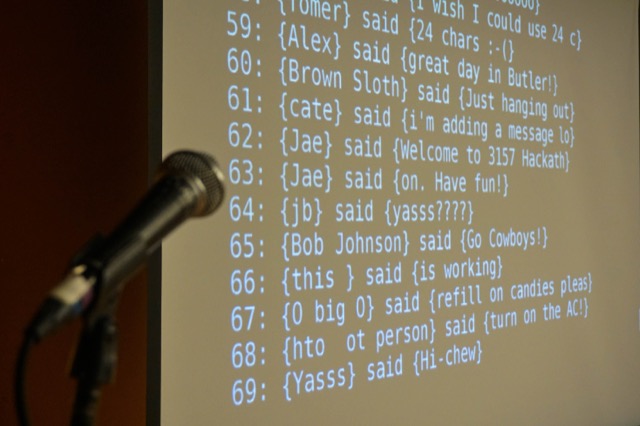 {Tomer} said {I wish I could use 24 c}
59: {Alex} said {24 chars :-(}
60: {Brown Sloth} said {great day in Butler!}
61: {cate} said {Just hanging out}
62: {Jae} said {i'm adding a message lo}
63: {Jae} said {Welcome to 3157 Hackath}
64: {jb} said {on. Have fun!}
65: {Bob Johnson} said {yasss????}
66: {this } said {Go Cowboys!}
67: {O big O} said {is working}
68: {hto  ot person} said {refill on candies pleas}
69: {Yasss} said {turn on the AC!}
{Hi-chew}